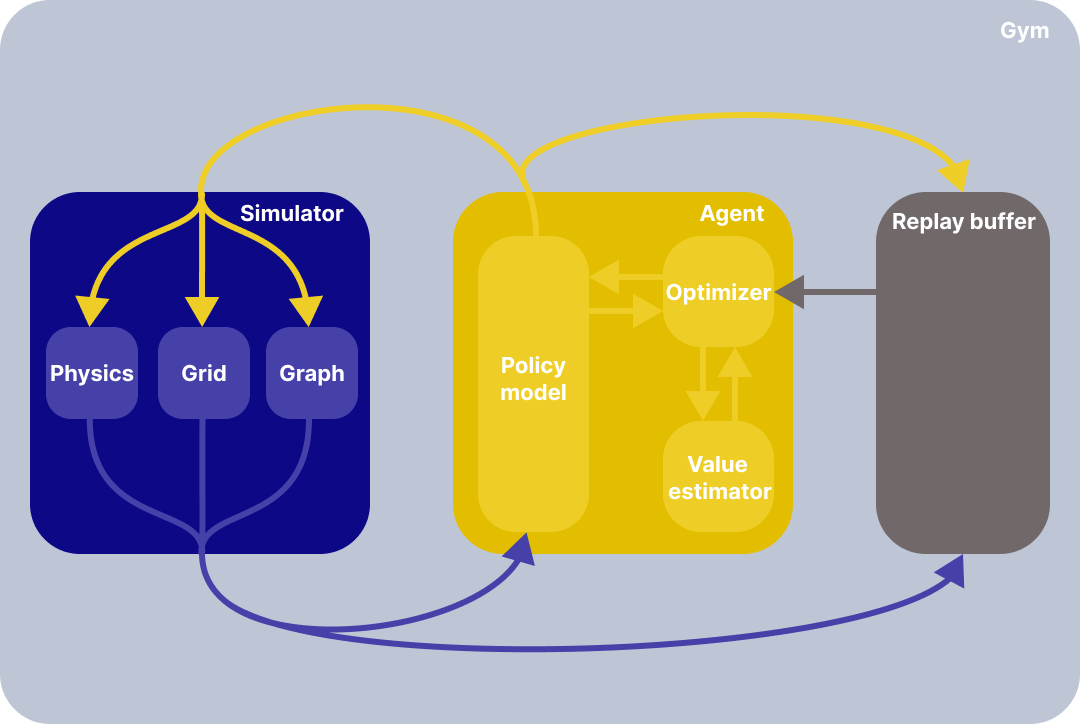 Gym
Simulator
Physics
Grid
Graph
Agent
Policy
model
Optimizer
Value
estimator
Replay buffer